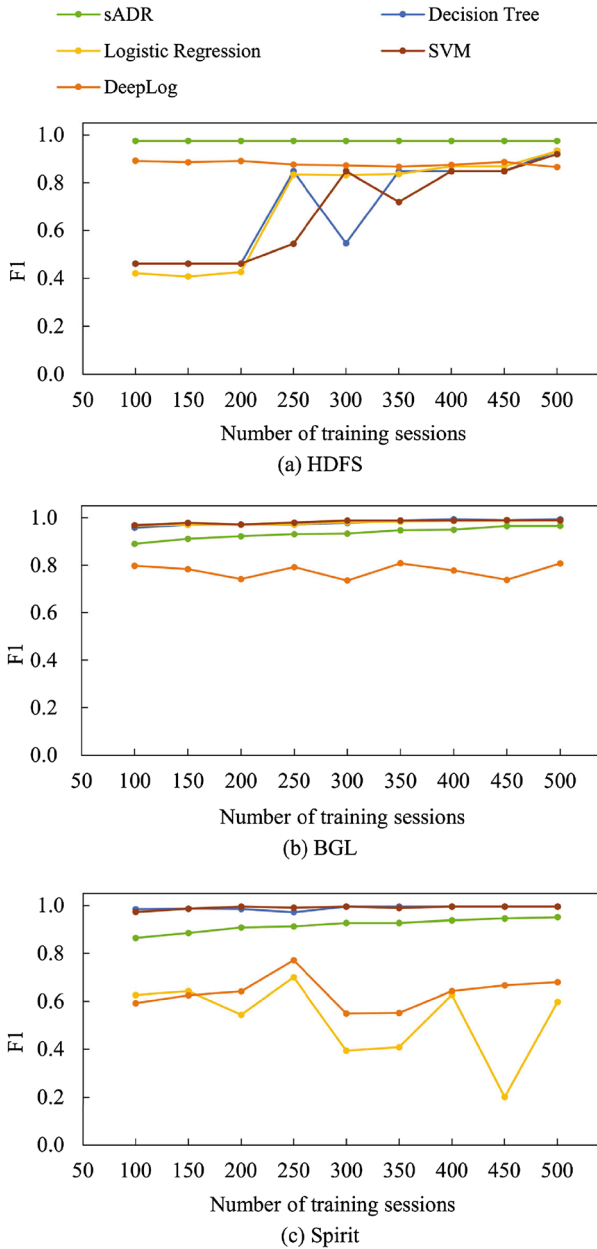 sADR
Decision Tree
Logistic Regression
SVM
DeepLog
1.0
0.8
0.6
0.4
0.2
0.0
F1
50 100 150 200 250 300 350 400 450 500
Number of training sessions
(a) HDFS
1.0
0.8
0.6
0.4
0.2
0.0
F1
50 100 150 200 250 300 350 400 450 500
Number of training sessions
(b) BGL
1.0
0.8
0.6
0.4
0.2
0.0
F1
50 100 150 200 250 300 350 400 450 500
Number of training sessions
(c) Spirit